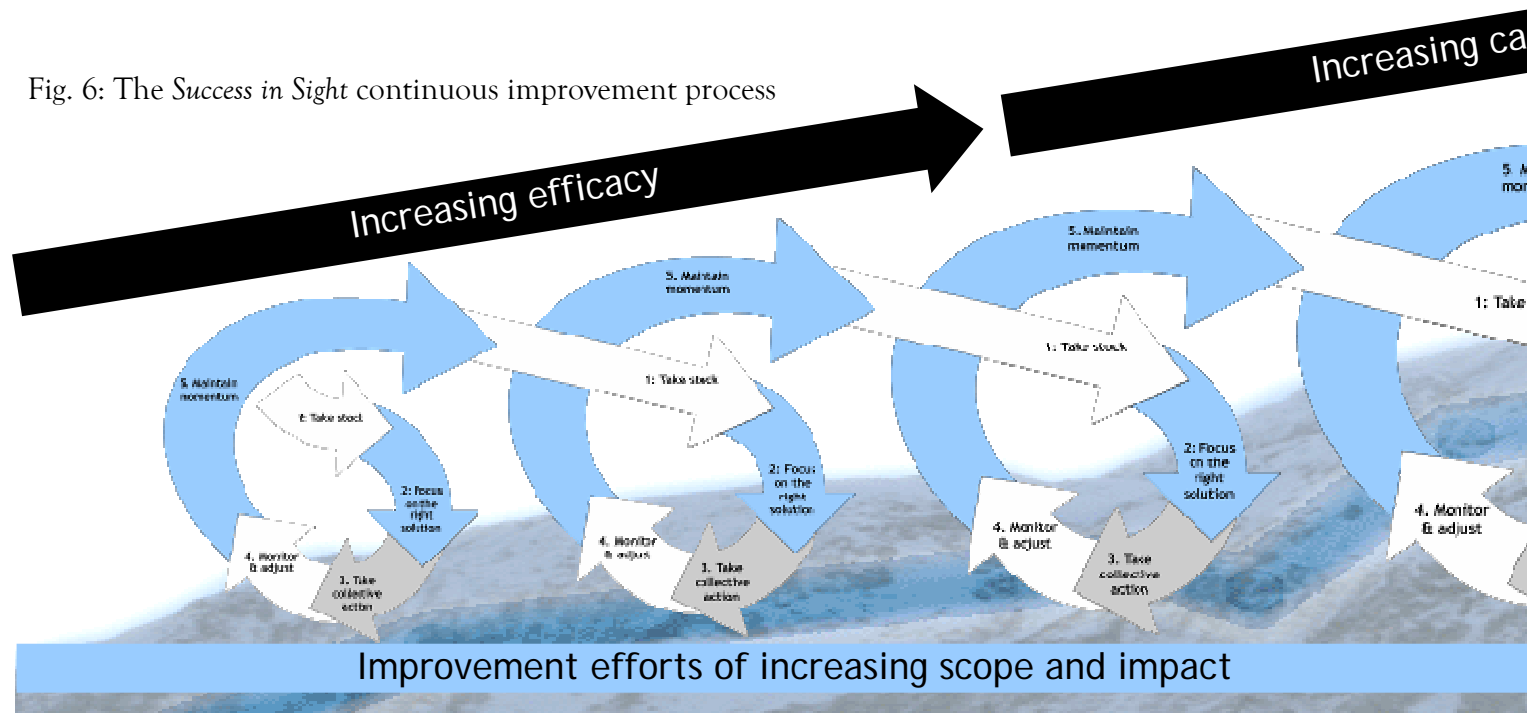 Fig. 6: The Success in Sight continuous improvement process
Increasing
Increasing efficacy
5. Maintain
momentum
1: Take stock
2: Focus
on the
right
solution
3. Take
collective
action
4. Monitor
& adjust
5. Maintain
momentum
1: Take stock
2: Focus
on the
right
solution
3. Take
collective
action
4. Monitor
& adjust
5. Maintain
momentum
1: Take stock
2: Focus
on the
right
solution
3. Take
collective
action
4. Monitor
& adjust
5.
1: Take
4. Monitor
& adjust
Improvement efforts of increasing scope and impact